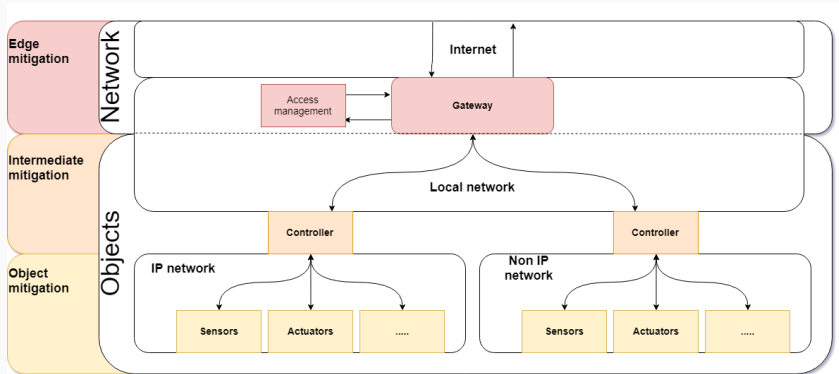 Edge
mitigation
Network
Internet
Access
management
Gateway
Intermediate
mitigation
Local network
Objects
Controller
Controller
Object
mitigation
IP network
Non IP
network
Sensors
Actuators
.....
Sensors
Actuators
.....